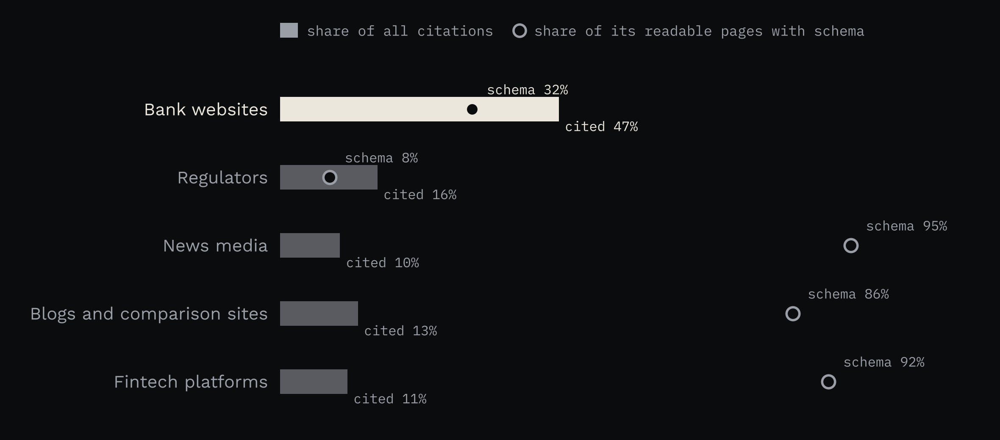 share of all citations share of its readable pages with schema
schema 32%
Bank websites
cited 47%
schema 8%
Regulators
cited 16%
schema 95%
News media
cited 10%
schema 86%
Blogs and comparison sites
cited 13%
schema 92%
Fintech platforms
cited 11%